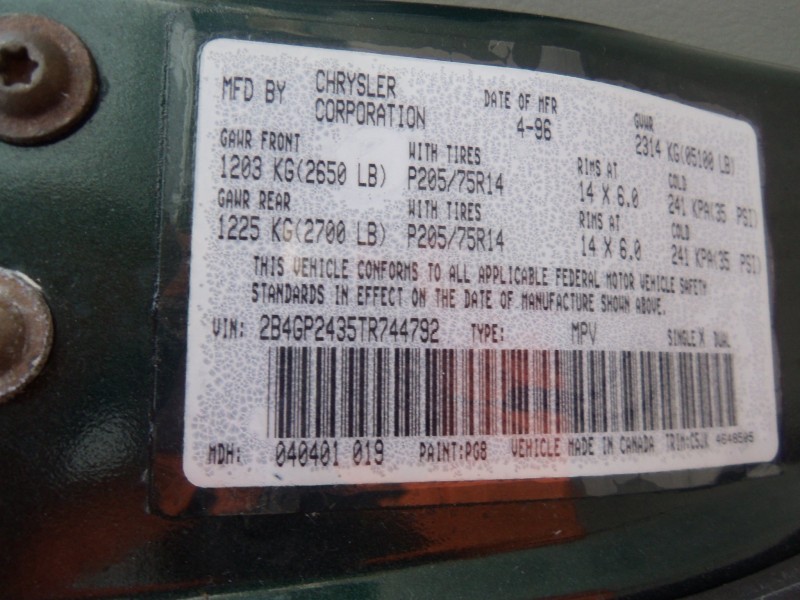 MFD BY CHRYSLER CORPORATION DATE OF MFR 4-96 GVWR 2314 KG(05100 LB)
GAWR FRONT WITH TIRES RIMS AT COLD
1203 KG(2650 LB) P205/75R14 14 X 6.0 241 KPA(35 PSI)
GAWR REAR WITH TIRES RIMS AT COLD
1225 KG(2700 LB) P205/75R14 14 X 6.0 241 KPA(35 PSI)
THIS VEHICLE CONFORMS TO ALL APPLICABLE FEDERAL MOTOR VEHICLE SAFETY
STANDARDS IN EFFECT ON THE DATE OF MANUFACTURE SHOWN ABOVE.
VIN: 2B4GP2435TR744792 TYPE: MPV SINGLE X DUAL
MDH: 040401 019 PAINT:PG8 VEHICLE MADE IN CANADA TRIM:C5JX 4648505